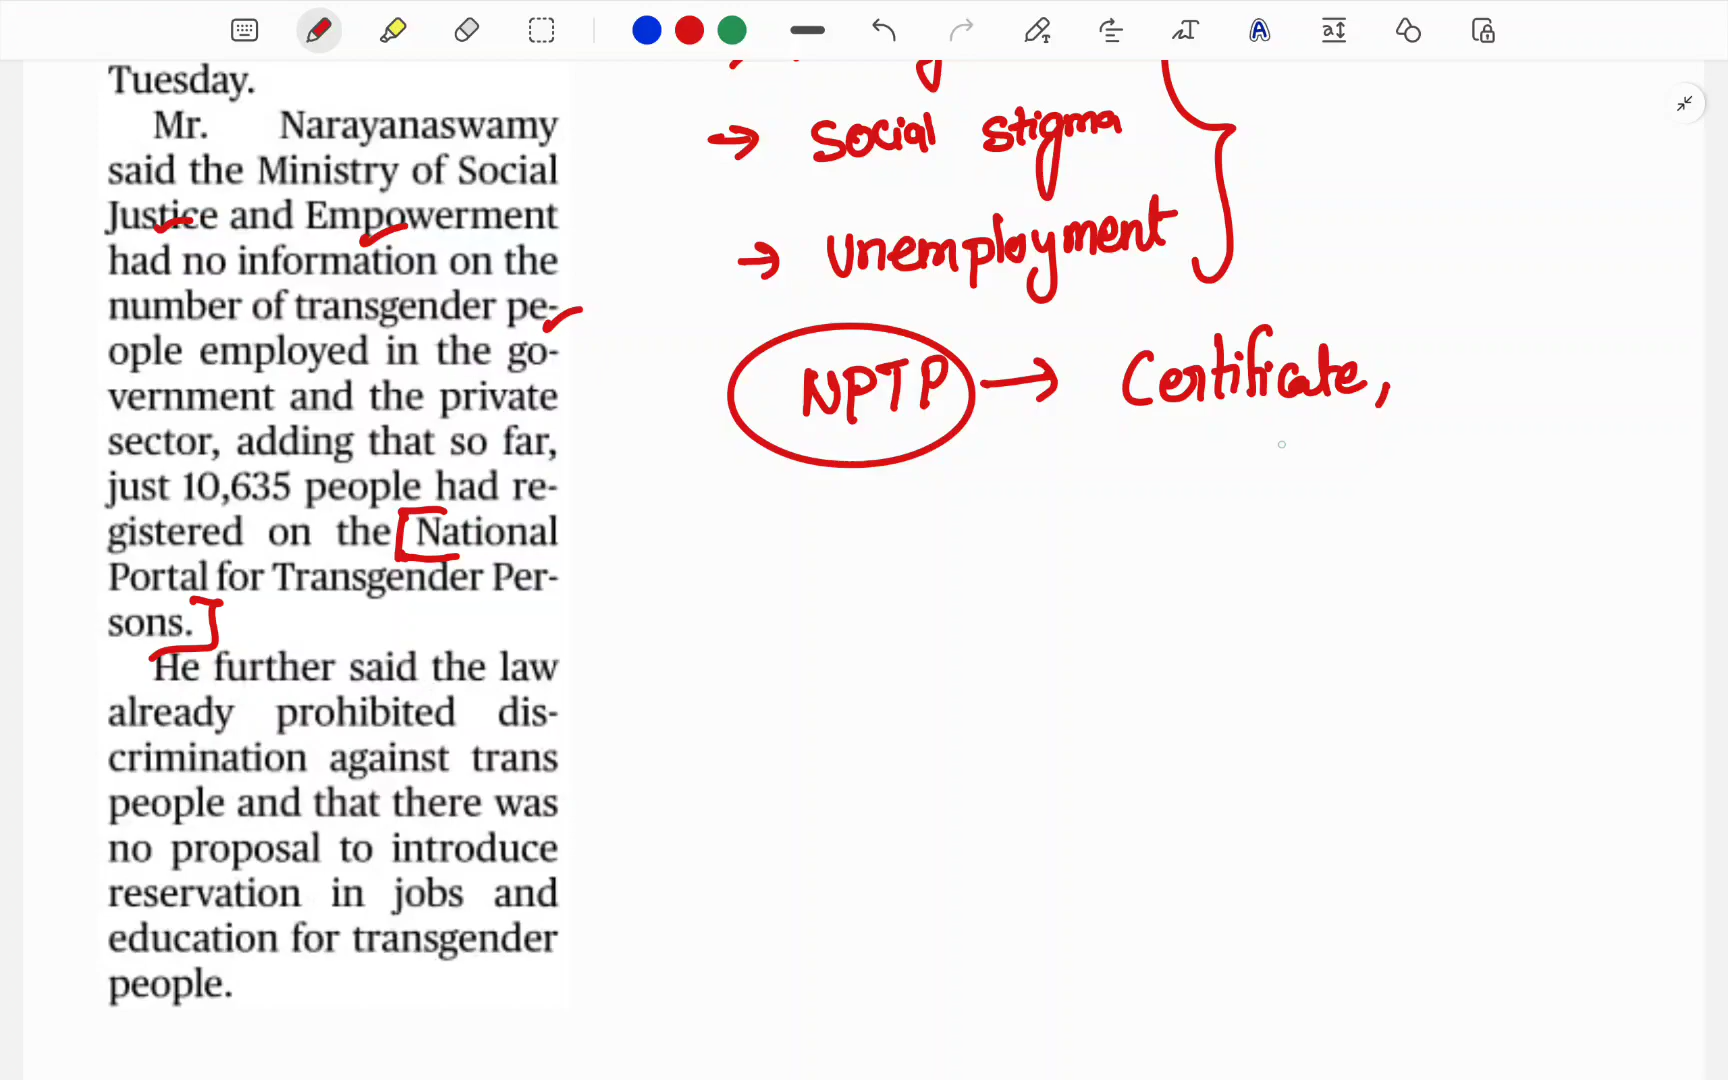 Tuesday.
Mr. Narayanaswamy
said the Ministry of Social
Justice and Empowerment
had no information on the
number of transgender pe-
ople employed in the go-
vernment and the private
sector, adding that so far,
just 10,635 people had re-
gistered on the National
Portal for Transgender Per-
sons.
He further said the law
already prohibited dis-
crimination against trans
people and that there was
no proposal to introduce
reservation in jobs and
education for transgender
people.
→ Social stigma
→ Unemployment
NPTP → Certificate,